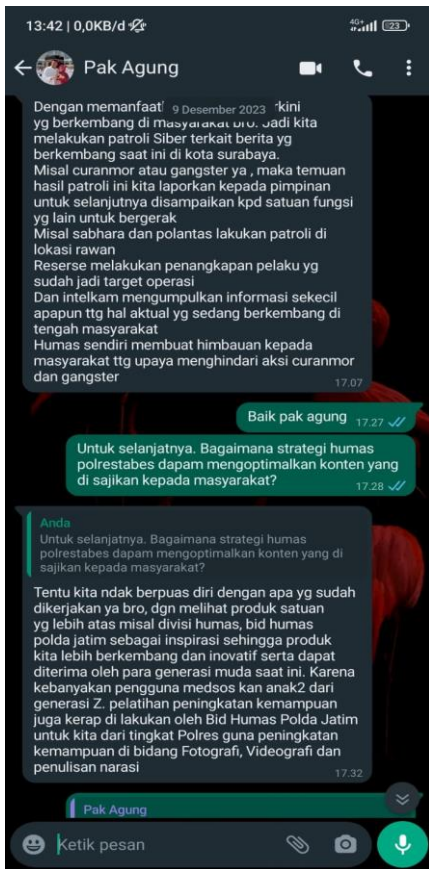 13:42 | 0,0KB/d
4G+
23
Pak Agung
Dengan memanfaat
9 Desember 2023
rkini
yg berkembang di masyarakat bro. Jadi kita
melakukan patroli Siber terkait berita yg
berkembang saat ini di kota surabaya.
Misal curanmor atau gangster ya , maka temuan
hasil patroli ini kita laporkan kepada pimpinan
untuk selanjutnya disampaikan kpd satuan fungsi
yg lain untuk bergerak
Misal sabhara dan polantas lakukan patroli di
lokasi rawan
Reserse melakukan penangkapan pelaku yg
sudah jadi target operasi
Dan intelkam mengumpulkan informasi sekecil
apapun ttg hal aktual yg sedang berkembang di
tengah masyarakat
Humas sendiri membuat himbauan kepada
masyarakat ttg upaya menghindari aksi curanmor
dan gangster
17.07
Baik pak agung 17.27
Untuk selanjutnya. Bagaimana strategi humas
polrestabes dapam mengoptimalkan konten yang
di sajikan kepada masyarakat?
17.28
Anda
Untuk selanjutnya. Bagaimana strategi humas
polrestabes dapam mengoptimalkan konten yang di
sajikan kepada masyarakat?
Tentu kita ndak berpuas diri dengan apa yg sudah
dikerjakan ya bro, dgn melihat produk satuan
yg lebih atas misal divisi humas, bid humas
polda jatim sebagai inspirasi sehingga produk
kita lebih berkembang dan inovatif serta dapat
diterima oleh para generasi muda saat ini. Karena
kebanyakan pengguna medsos kan anak2 dari
generasi Z. pelatihan peningkatan kemampuan
juga kerap di lakukan oleh Bid Humas Polda Jatim
untuk kita dari tingkat Polres guna peningkatan
kemampuan di bidang Fotografi, Videografi dan
penulisan narasi
17.32
Pak Agung
Ketik pesan